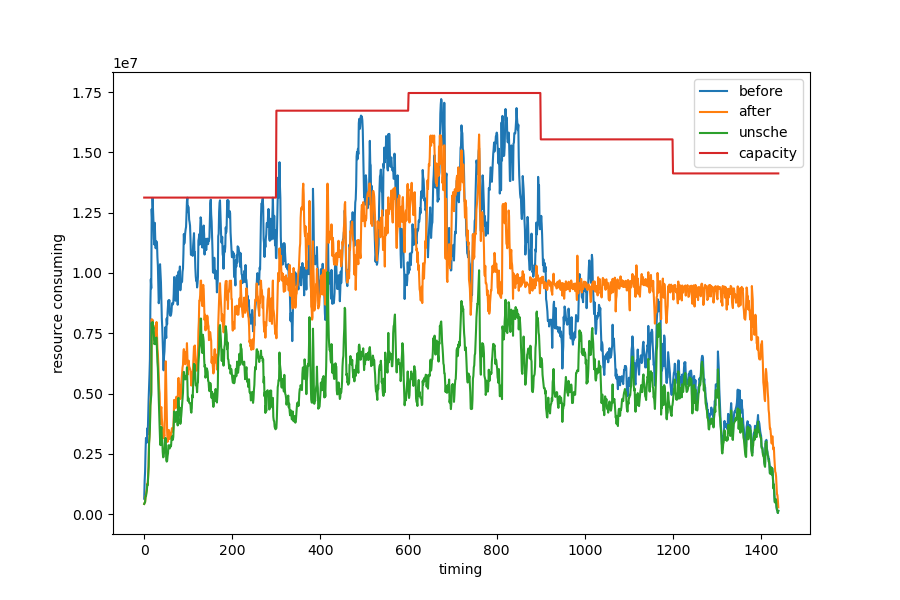 1e7
1.75
1.50
1.25
1.00
0.75
0.50
0.25
0.00
resource consuming
0 200 400 600 800 1000 1200 1400
timing
before
after
unsche
capacity